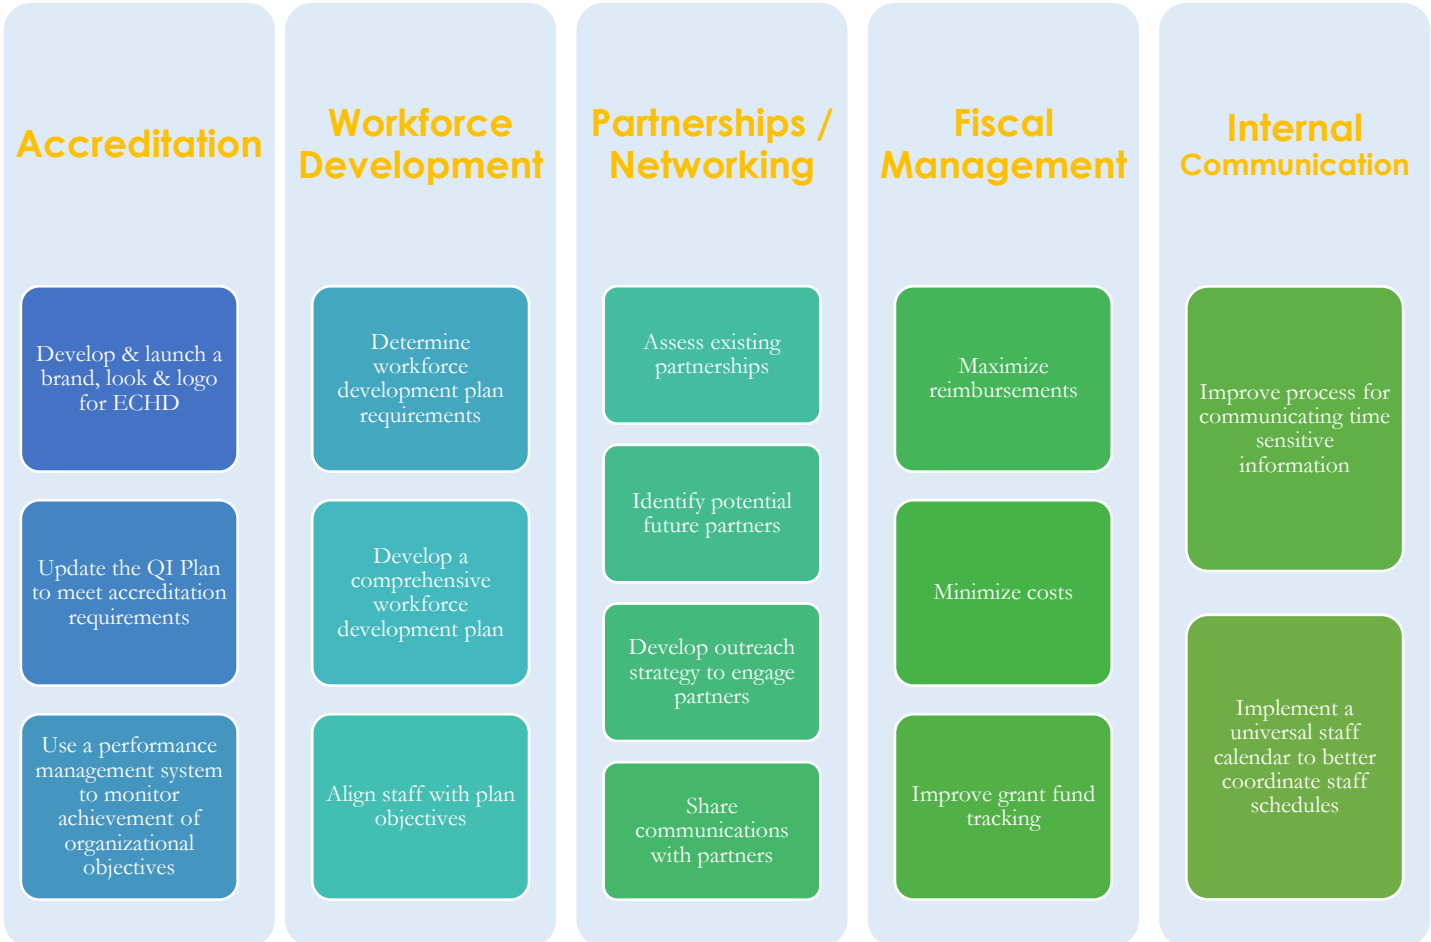 Accreditation
Develop & launch a
brand, look & logo
for ECHD
Update the QI Plan
to meet accreditation
requirements
Use a performance
management system
to monitor
achievement of
organizational
objectives
Workforce
Development
Determine
workforce
development plan
requirements
Develop a
comprehensive
workforce
development plan
Align staff with plan
objectives
Partnerships /
Networking
Assess existing
partnerships
Identify potential
future partners
Develop outreach
strategy to engage
partners
Share
communications
with partners
Fiscal
Management
Maximize
reimbursements
Minimize costs
Improve grant fund
tracking
Internal
Communication
Improve process for
communicating time
sensitive
information
Implement a
universal staff
calendar to better
coordinate staff
schedules